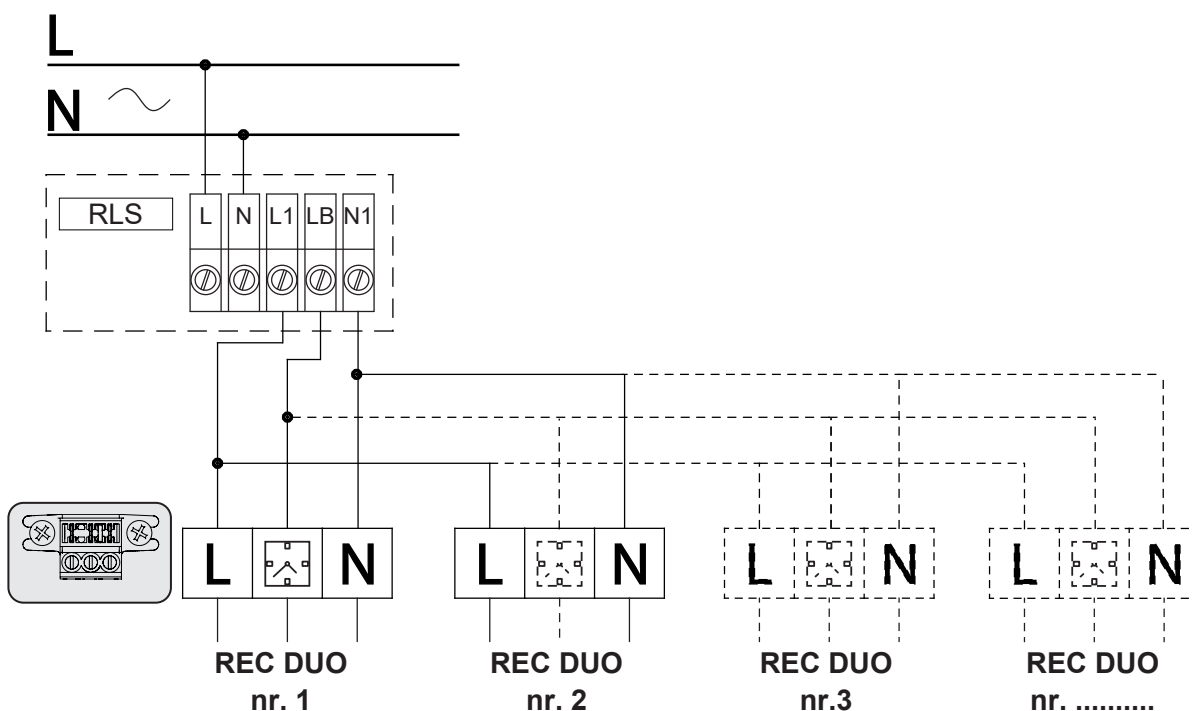 L
N
RLS
L N L1 LB N1
L N
L N
L N
L N
REC DUO
nr. 1
REC DUO
nr. 2
REC DUO
nr.3
REC DUO
nr. ..........